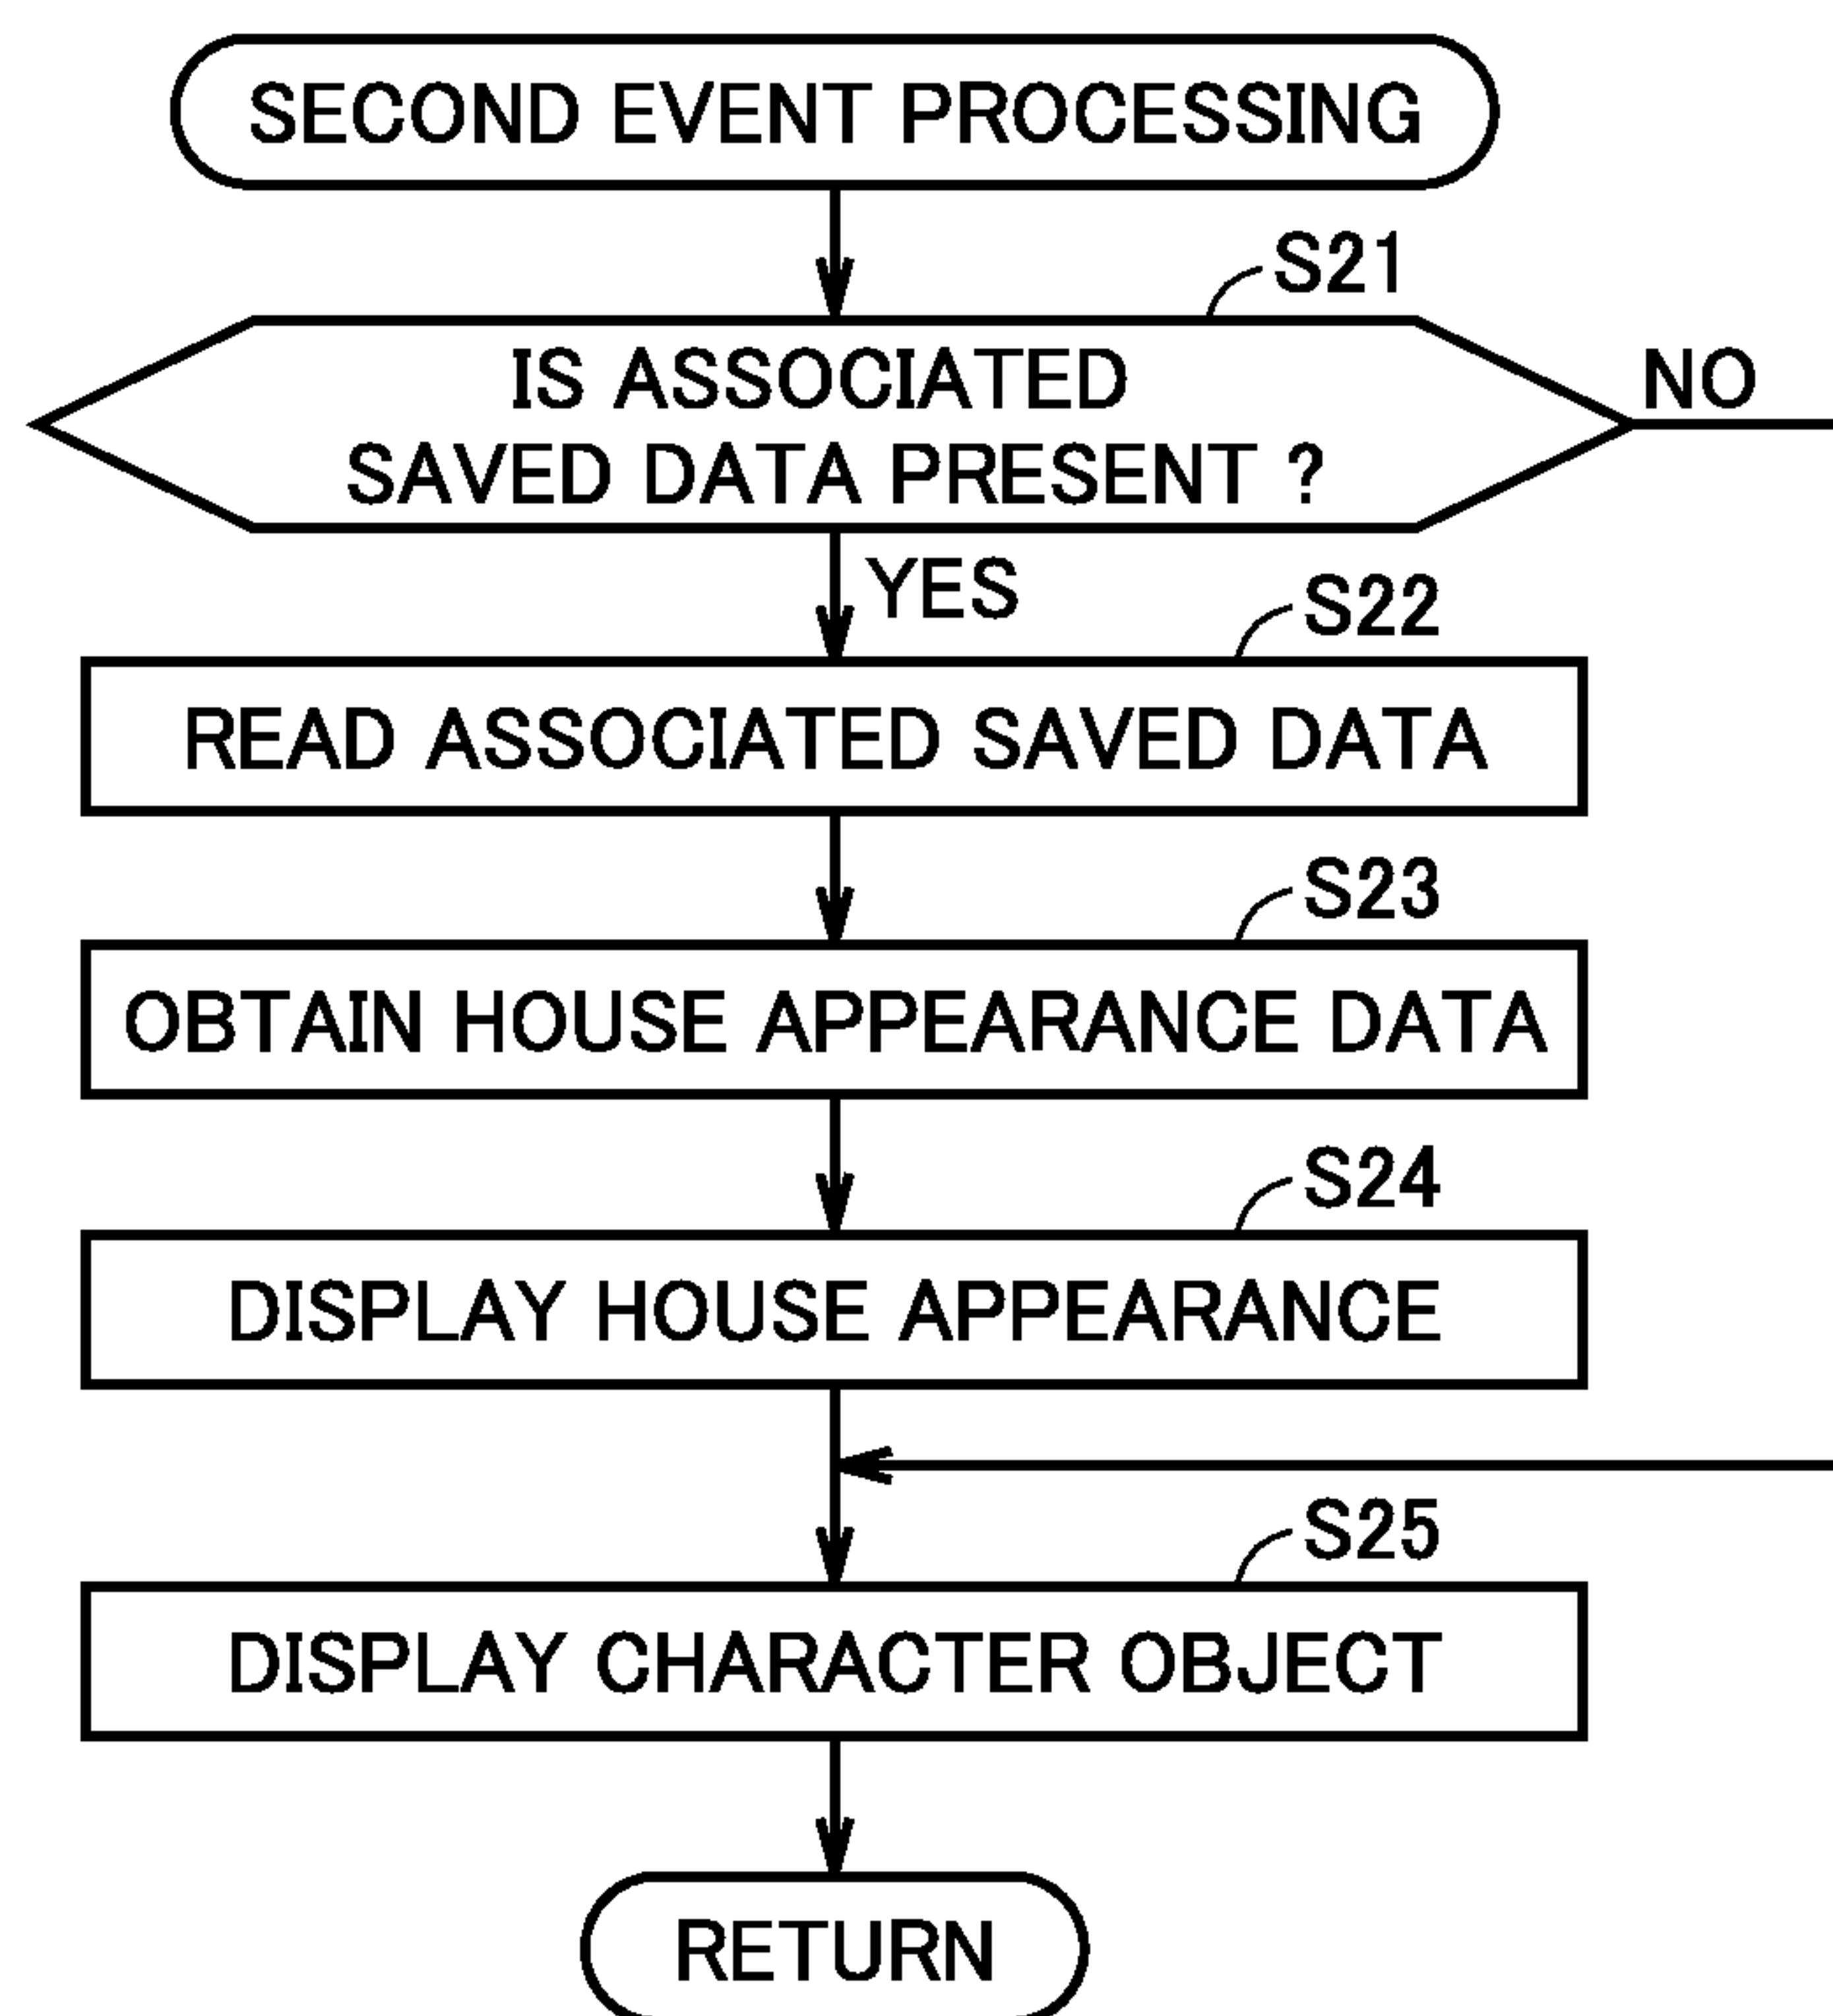 SECOND EVENT PROCESSING
S21
IS ASSOCIATED
SAVED DATA PRESENT ?
NO
YES
S22
READ ASSOCIATED SAVED DATA
S23
OBTAIN HOUSE APPEARANCE DATA
S24
DISPLAY HOUSE APPEARANCE
S25
DISPLAY CHARACTER OBJECT
RETURN